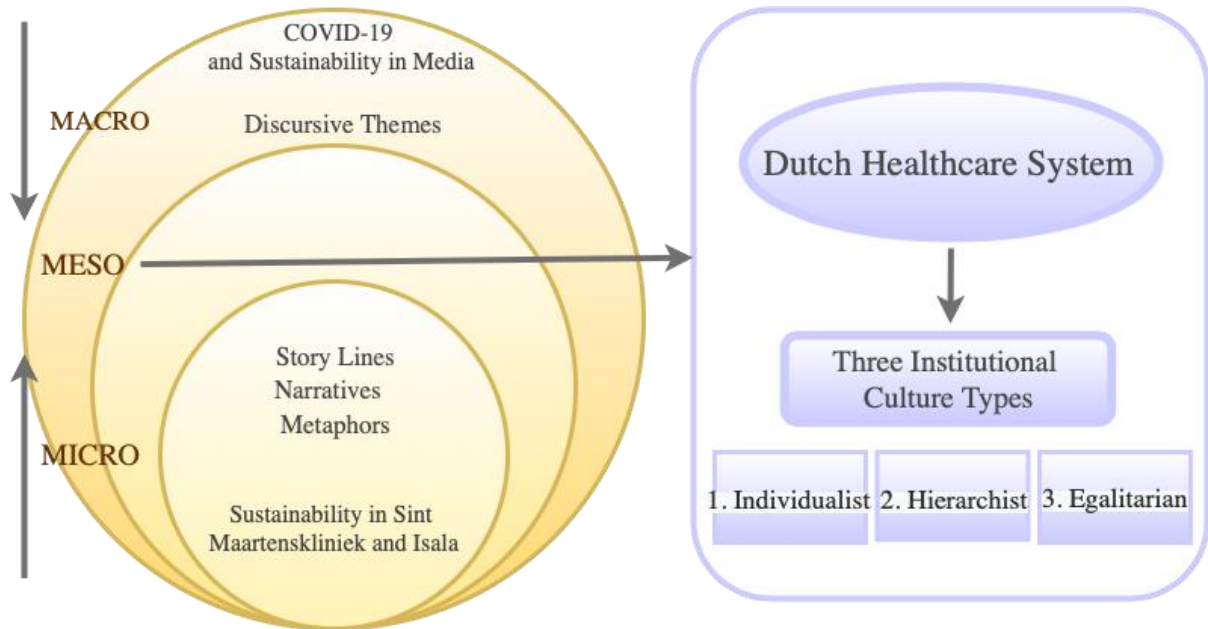 COVID-19
and Sustainability in Media
MACRO
Discursive Themes
MESO
Story Lines
Narratives
Metaphors
MICRO
Sustainability in Sint
Maartenskliniek and Isala
Dutch Healthcare System
Three Institutional
Culture Types
1. Individualist
2. Hierarchist
3. Egalitarian